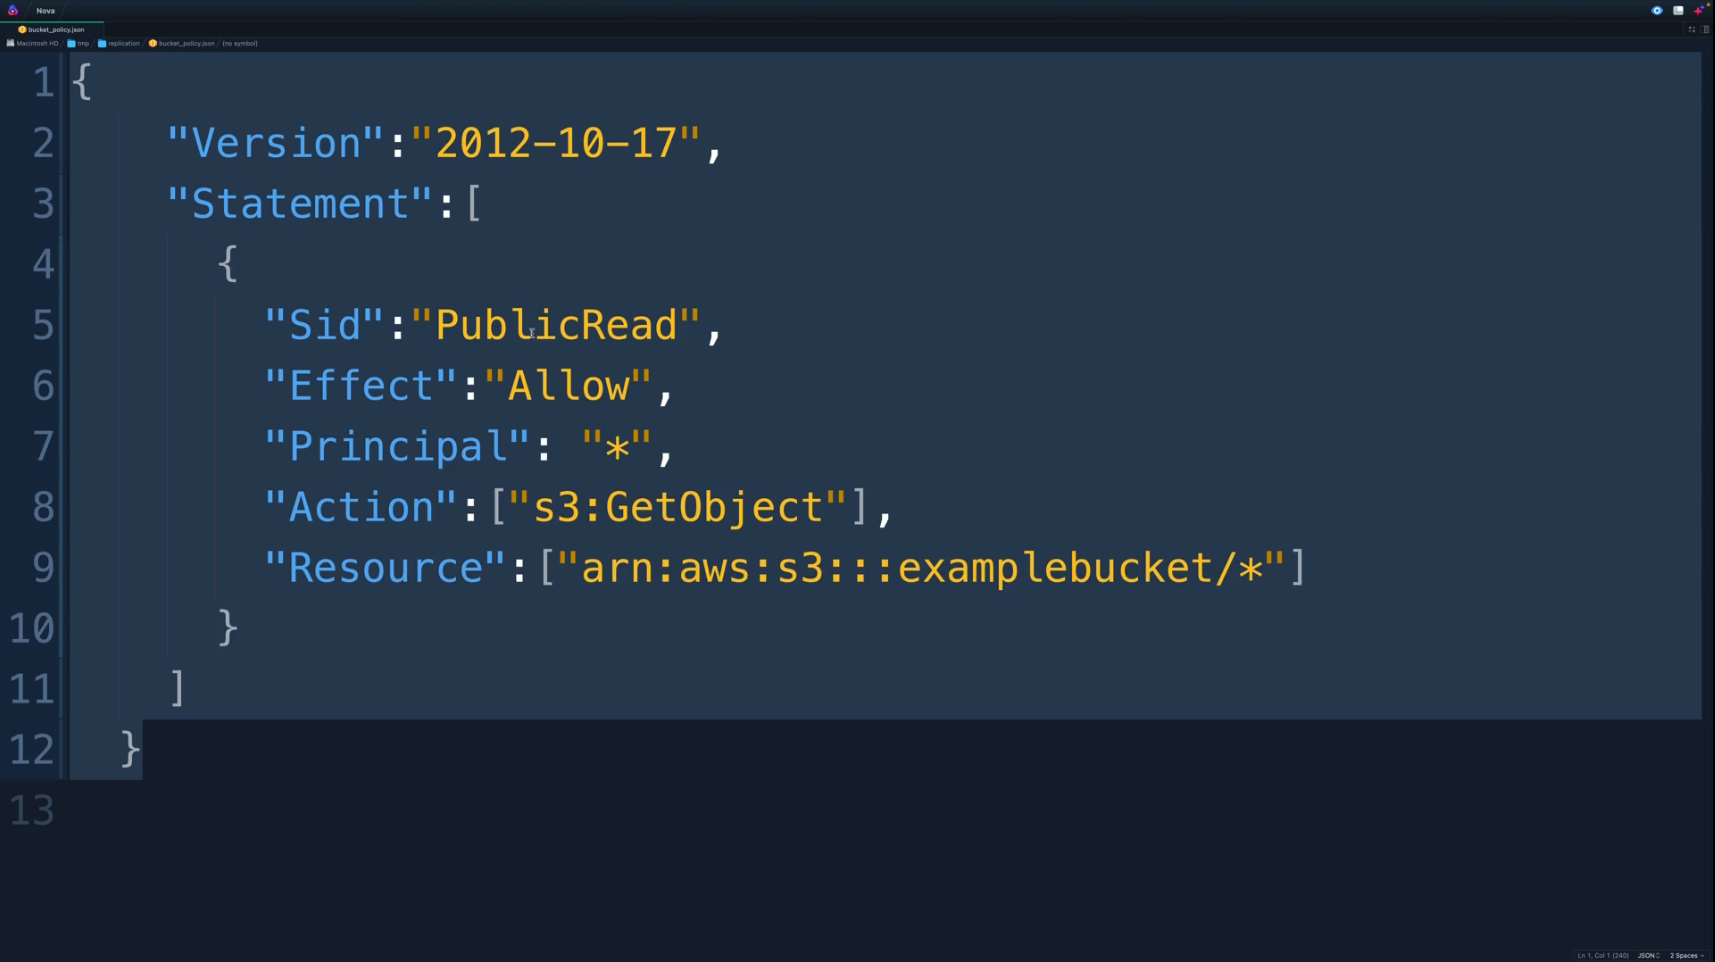 Nova
bucket_policy.json
Macintosh HD tmp replication bucket_policy.json (no symbol)
1 {
2 "Version":"2012-10-17",
3 "Statement":[
4 {
5 "Sid":"PublicRead",
6 "Effect":"Allow",
7 "Principal": "*",
8 "Action":["s3:GetObject"],
9 "Resource":["arn:aws:s3:::examplebucket/*"]
10 }
11 ]
12 }
13
Ln 1, Col 1 (240) JSON 2 Spaces